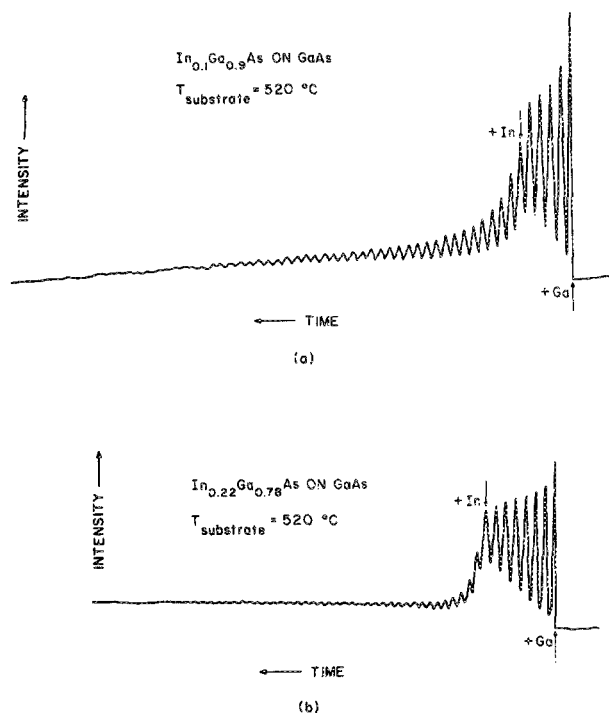 In0.1Ga0.9As ON GaAs
Tsubstrate = 520 °C
INTENSITY
+In
+Ga
TIME
(a)
In0.22Ga0.78As ON GaAs
Tsubstrate = 520 °C
INTENSITY
+In
+Ga
TIME
(b)